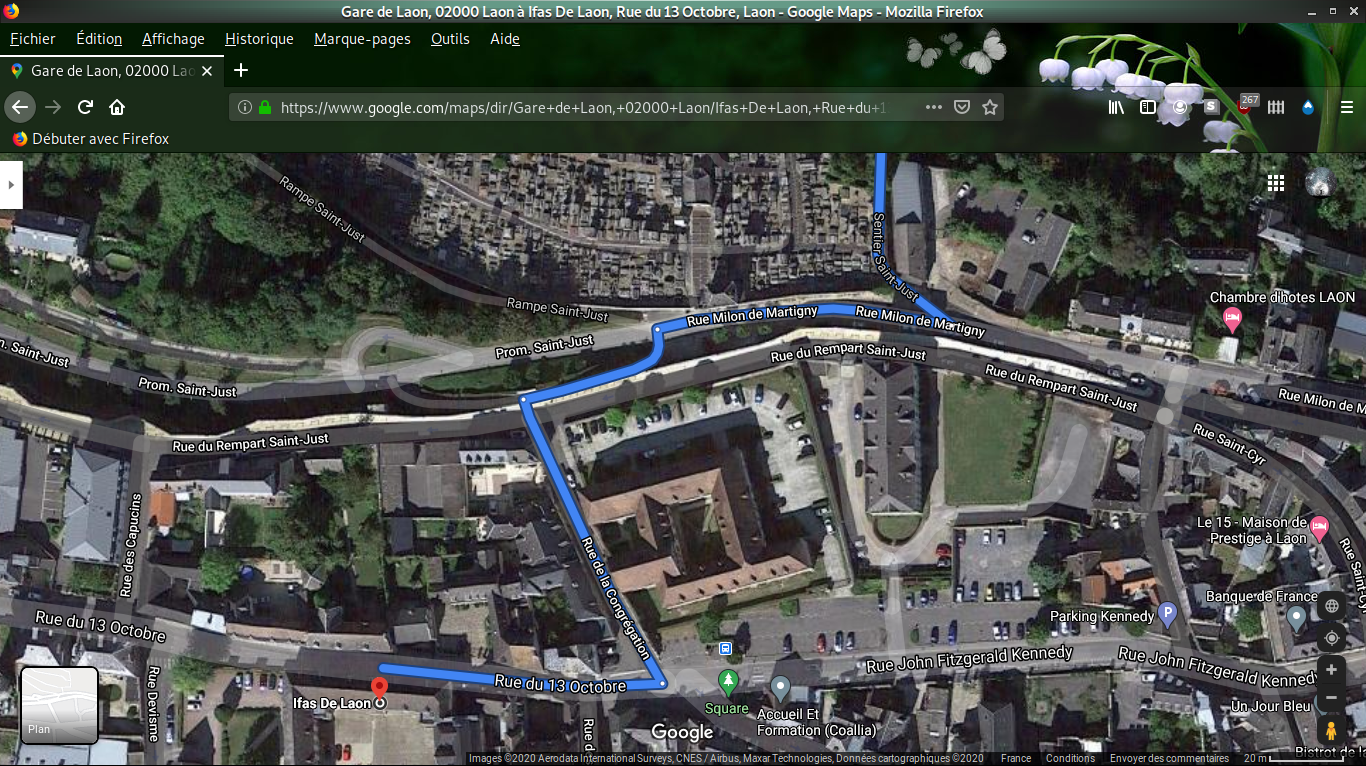 Gare de Laon, 02000 Laon à Ifas De Laon, Rue du 13 Octobre, Laon - Google Maps - Mozilla Firefox
Fichier Édition Affichage Historique Marque-pages Outils Aide
Gare de Laon, 02000 Lao
https://www.google.com/maps/dir/Gare+de+Laon,+02000+Laon/Ifas+De+Laon,+Rue+du+1
S
267
Débuter avec Firefox
Rampe Saint-Just
Sentier Saint-Just
Rampe Saint-Just
Chambre d'hotes LAON
Rue Milon de Martigny
Rue Milon de Martigny
n. Saint-Just
Prom. Saint-Just
Prom. Saint-Just
Rue du Rempart Saint-Just
Rue du Rempart Saint-Just
Rue Milon de M
Rue du Rempart Saint-Just
Rue Saint-Cyr
Rue des Capucins
Le 15 - Maison de
Prestige à Laon
Rue Saint-Cy
Rue de la Congrégation
Banque de France
Parking Kennedy
P
Rue du 13 Octobre
Rue John Fitzgerald Kennedy
Rue John Fitzgerald Kennedy
Rue Devisme
Rue du 13 Octobre
Ifas De Laon
Square
Accueil Et
Formation (Coallia)
Un Jour Bleu
Rue d
Plan
Google
Bistrot de la
Images ©2020 Aerodata International Surveys, CNES / Airbus, Maxar Technologies, Données cartographiques ©2020 France Conditions Envoyer des commentaires 20 m